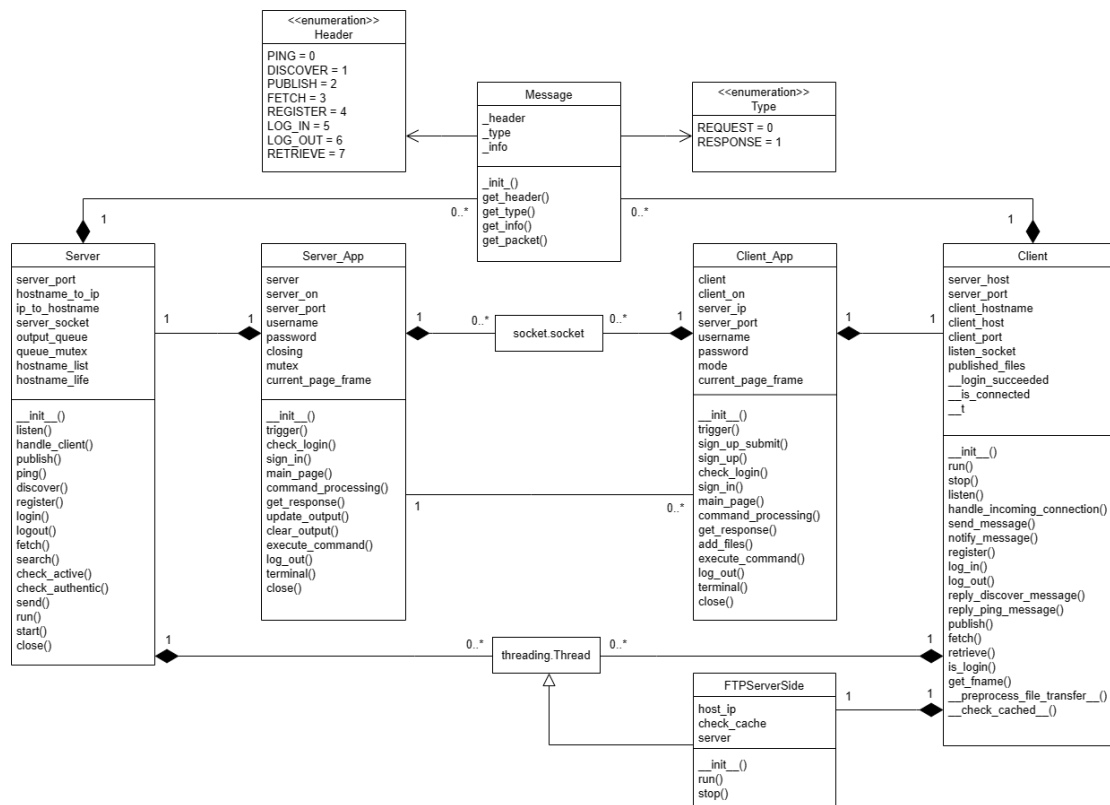 <<enumeration>>
Header
PING = 0
DISCOVER = 1
PUBLISH = 2
FETCH = 3
REGISTER = 4
LOG_IN = 5
LOG_OUT = 6
RETRIEVE = 7
Message
_header
_type
_info
_init_()
get_header()
get_type()
get_info()
get_packet()
<<enumeration>>
Type
REQUEST = 0
RESPONSE = 1
1
0..*
0..*
1
Server
server_port
hostname_to_ip
ip_to_hostname
server_socket
output_queue
queue_mutex
hostname_list
hostname_life
__init__()
listen()
handle_client()
publish()
ping()
discover()
register()
login()
logout()
fetch()
search()
check_active()
check_authentic()
send()
run()
start()
close()
1
1
Server_App
server
server_on
server_port
username
password
closing
mutex
current_page_frame
__init__()
trigger()
check_login()
sign_in()
main_page()
command_processing()
get_response()
update_output()
clear_output()
execute_command()
log_out()
terminal()
close()
1
0..*
socket.socket
0..*
1
1
0..*
Client_App
client
client_on
server_ip
server_port
username
password
mode
current_page_frame
__init__()
trigger()
sign_up_submit()
sign_up()
check_login()
sign_in()
main_page()
command_processing()
get_response()
add_files()
execute_command()
log_out()
terminal()
close()
1
1
Client
server_host
server_port
client_hostname
client_host
client_port
listen_socket
published_files
__login_succeeded
__is_connected
__t
__init__()
run()
stop()
listen()
handle_incoming_connection()
send_message()
notify_message()
register()
log_in()
log_out()
reply_discover_message()
reply_ping_message()
publish()
fetch()
retrieve()
is_login()
get_fname()
__preprocess_file_transfer__()
__check_cached__()
1
0..*
threading.Thread
0..*
1
FTPServerSide
host_ip
check_cache
server
__init__()
run()
stop()
1
1